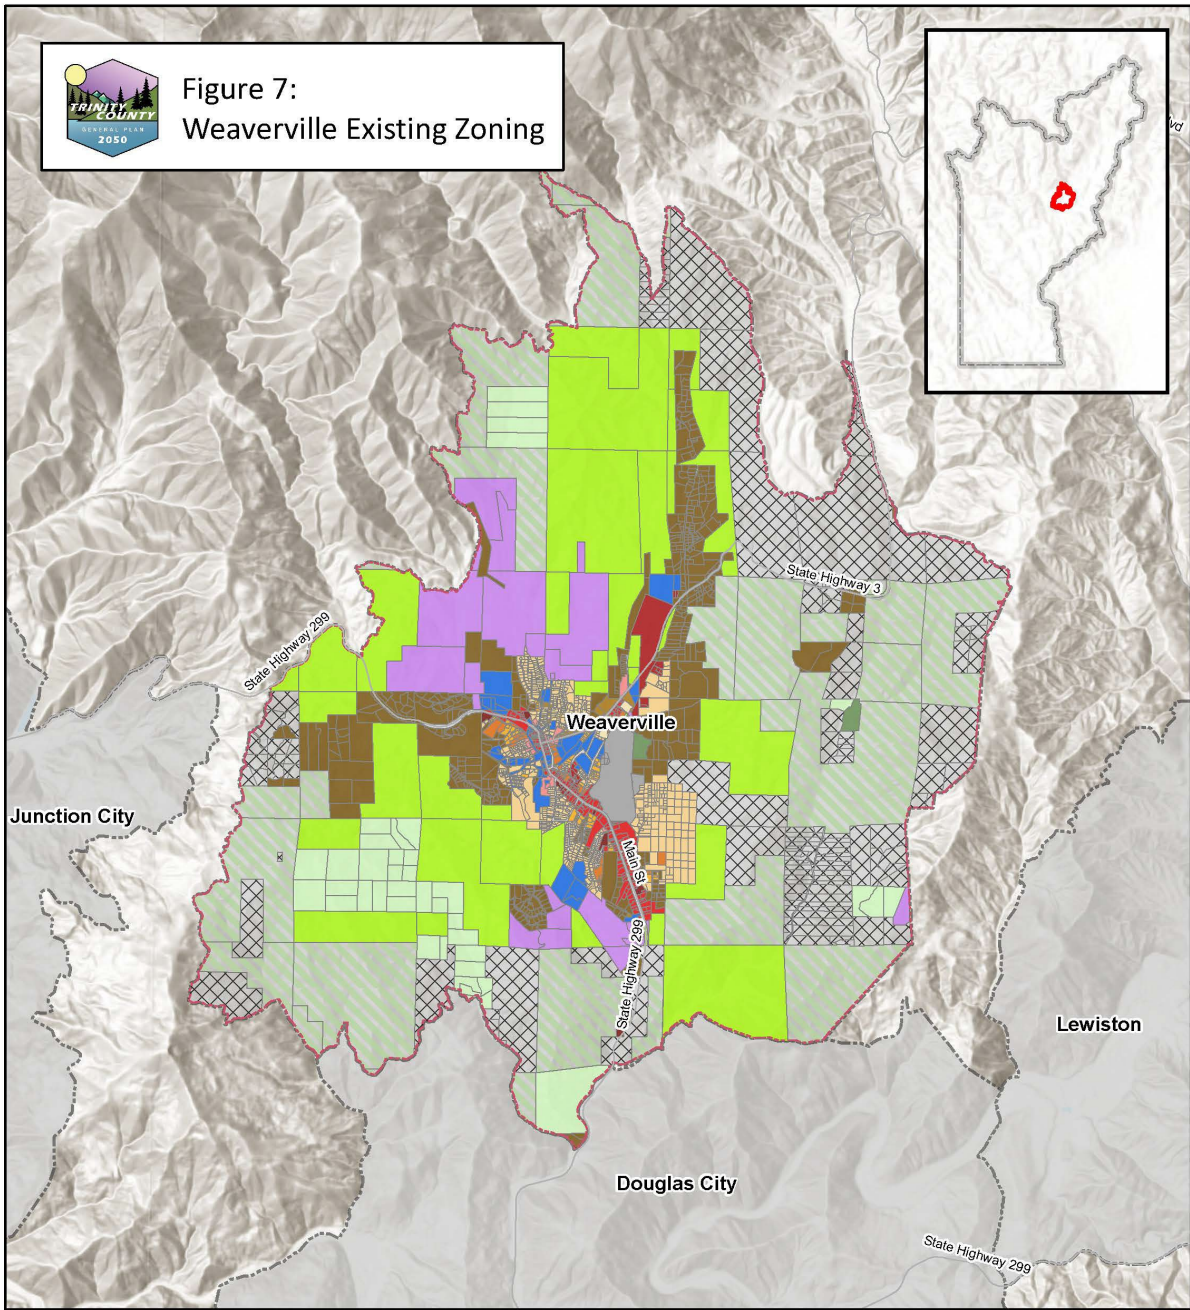 TRINITY
COUNTY
GENERAL PLAN
2050
Figure 7:
Weaverville Existing Zoning
State Highway 3
State Highway 299
Weaverville
Junction City
Main St
State Highway 299
Lewiston
Douglas City
State Highway 299